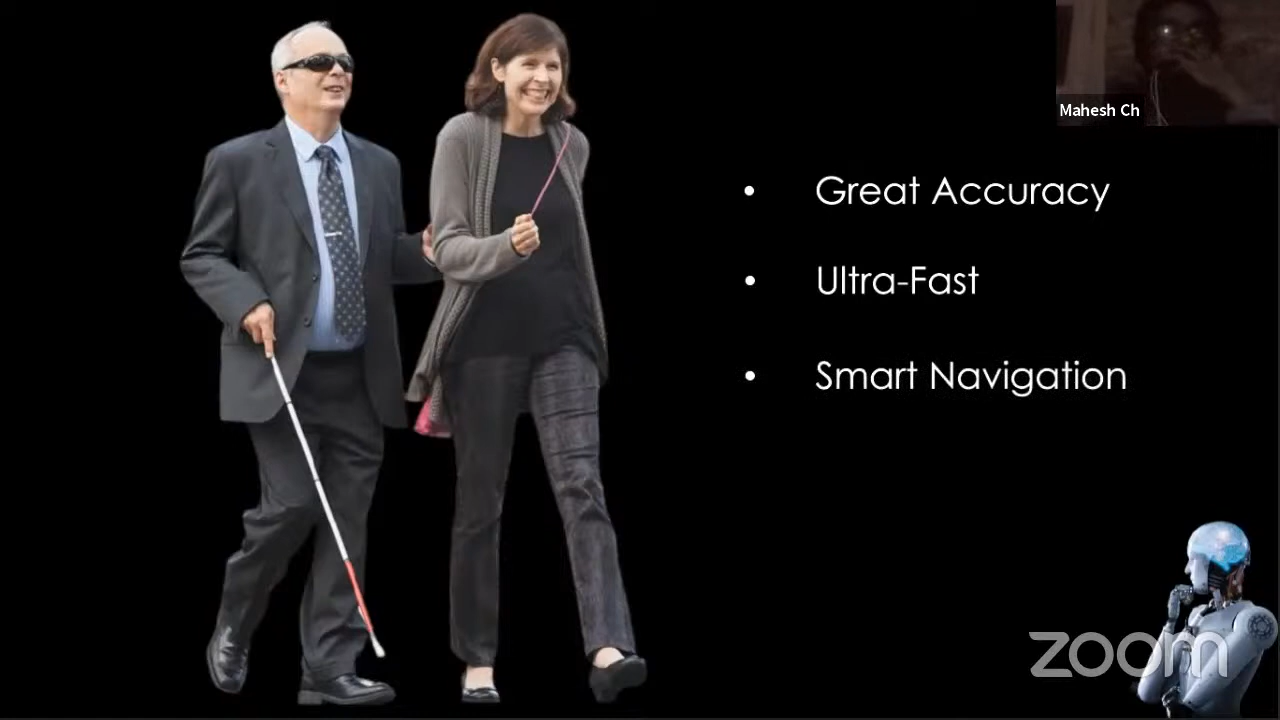 Mahesh Ch
• Great Accuracy
• Ultra-Fast
• Smart Navigation
zoom